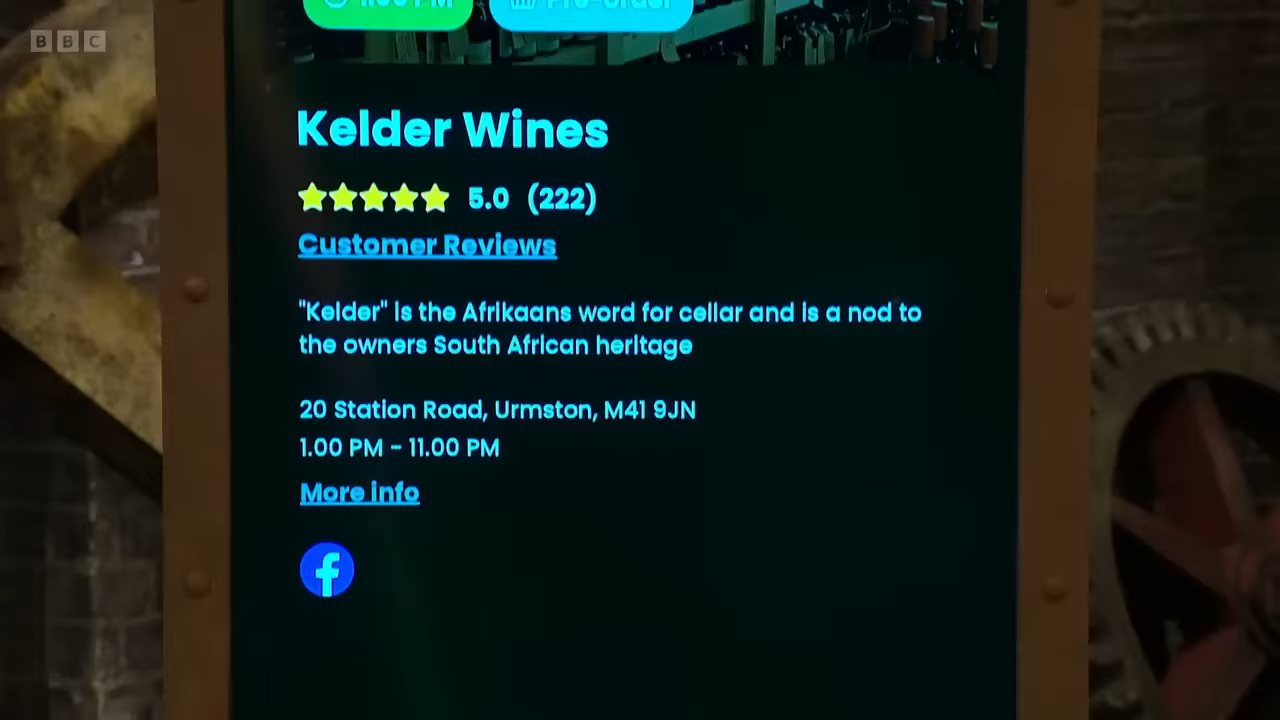 BBC
Pre-order
Kelder Wines
5.0 (222)
Customer Reviews
"Kelder" is the Afrikaans word for cellar and is a nod to
the owners South African heritage
20 Station Road, Urmston, M41 9JN
1.00 PM - 11.00 PM
More info